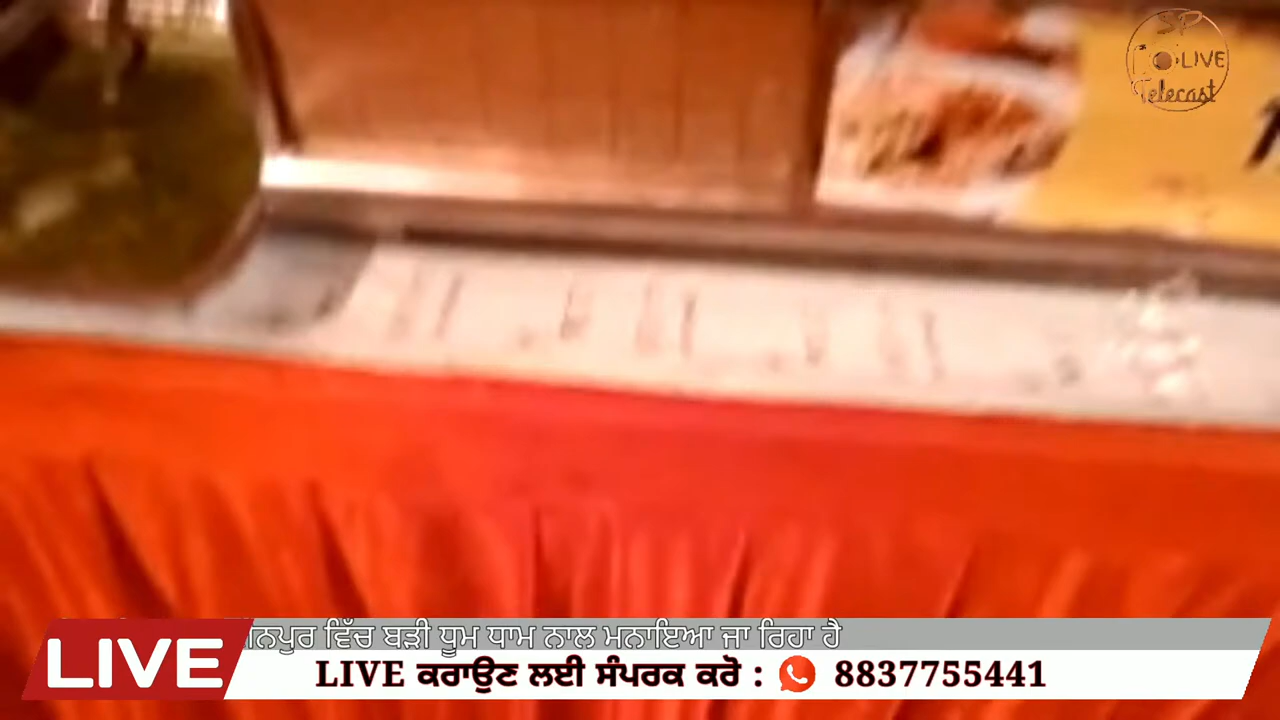 SP
LIVE
Telecast
ਵਿੱਚ ਬੜੀ ਧੂਮ ਧਾਮ ਨਾਲ ਮਨਾਇਆ ਜਾ ਰਿਹਾ ਹੈ
LIVE
LIVE ਕਰਾਉਣ ਲਈ ਸੰਪਰਕ ਕਰੋ : 8837755441